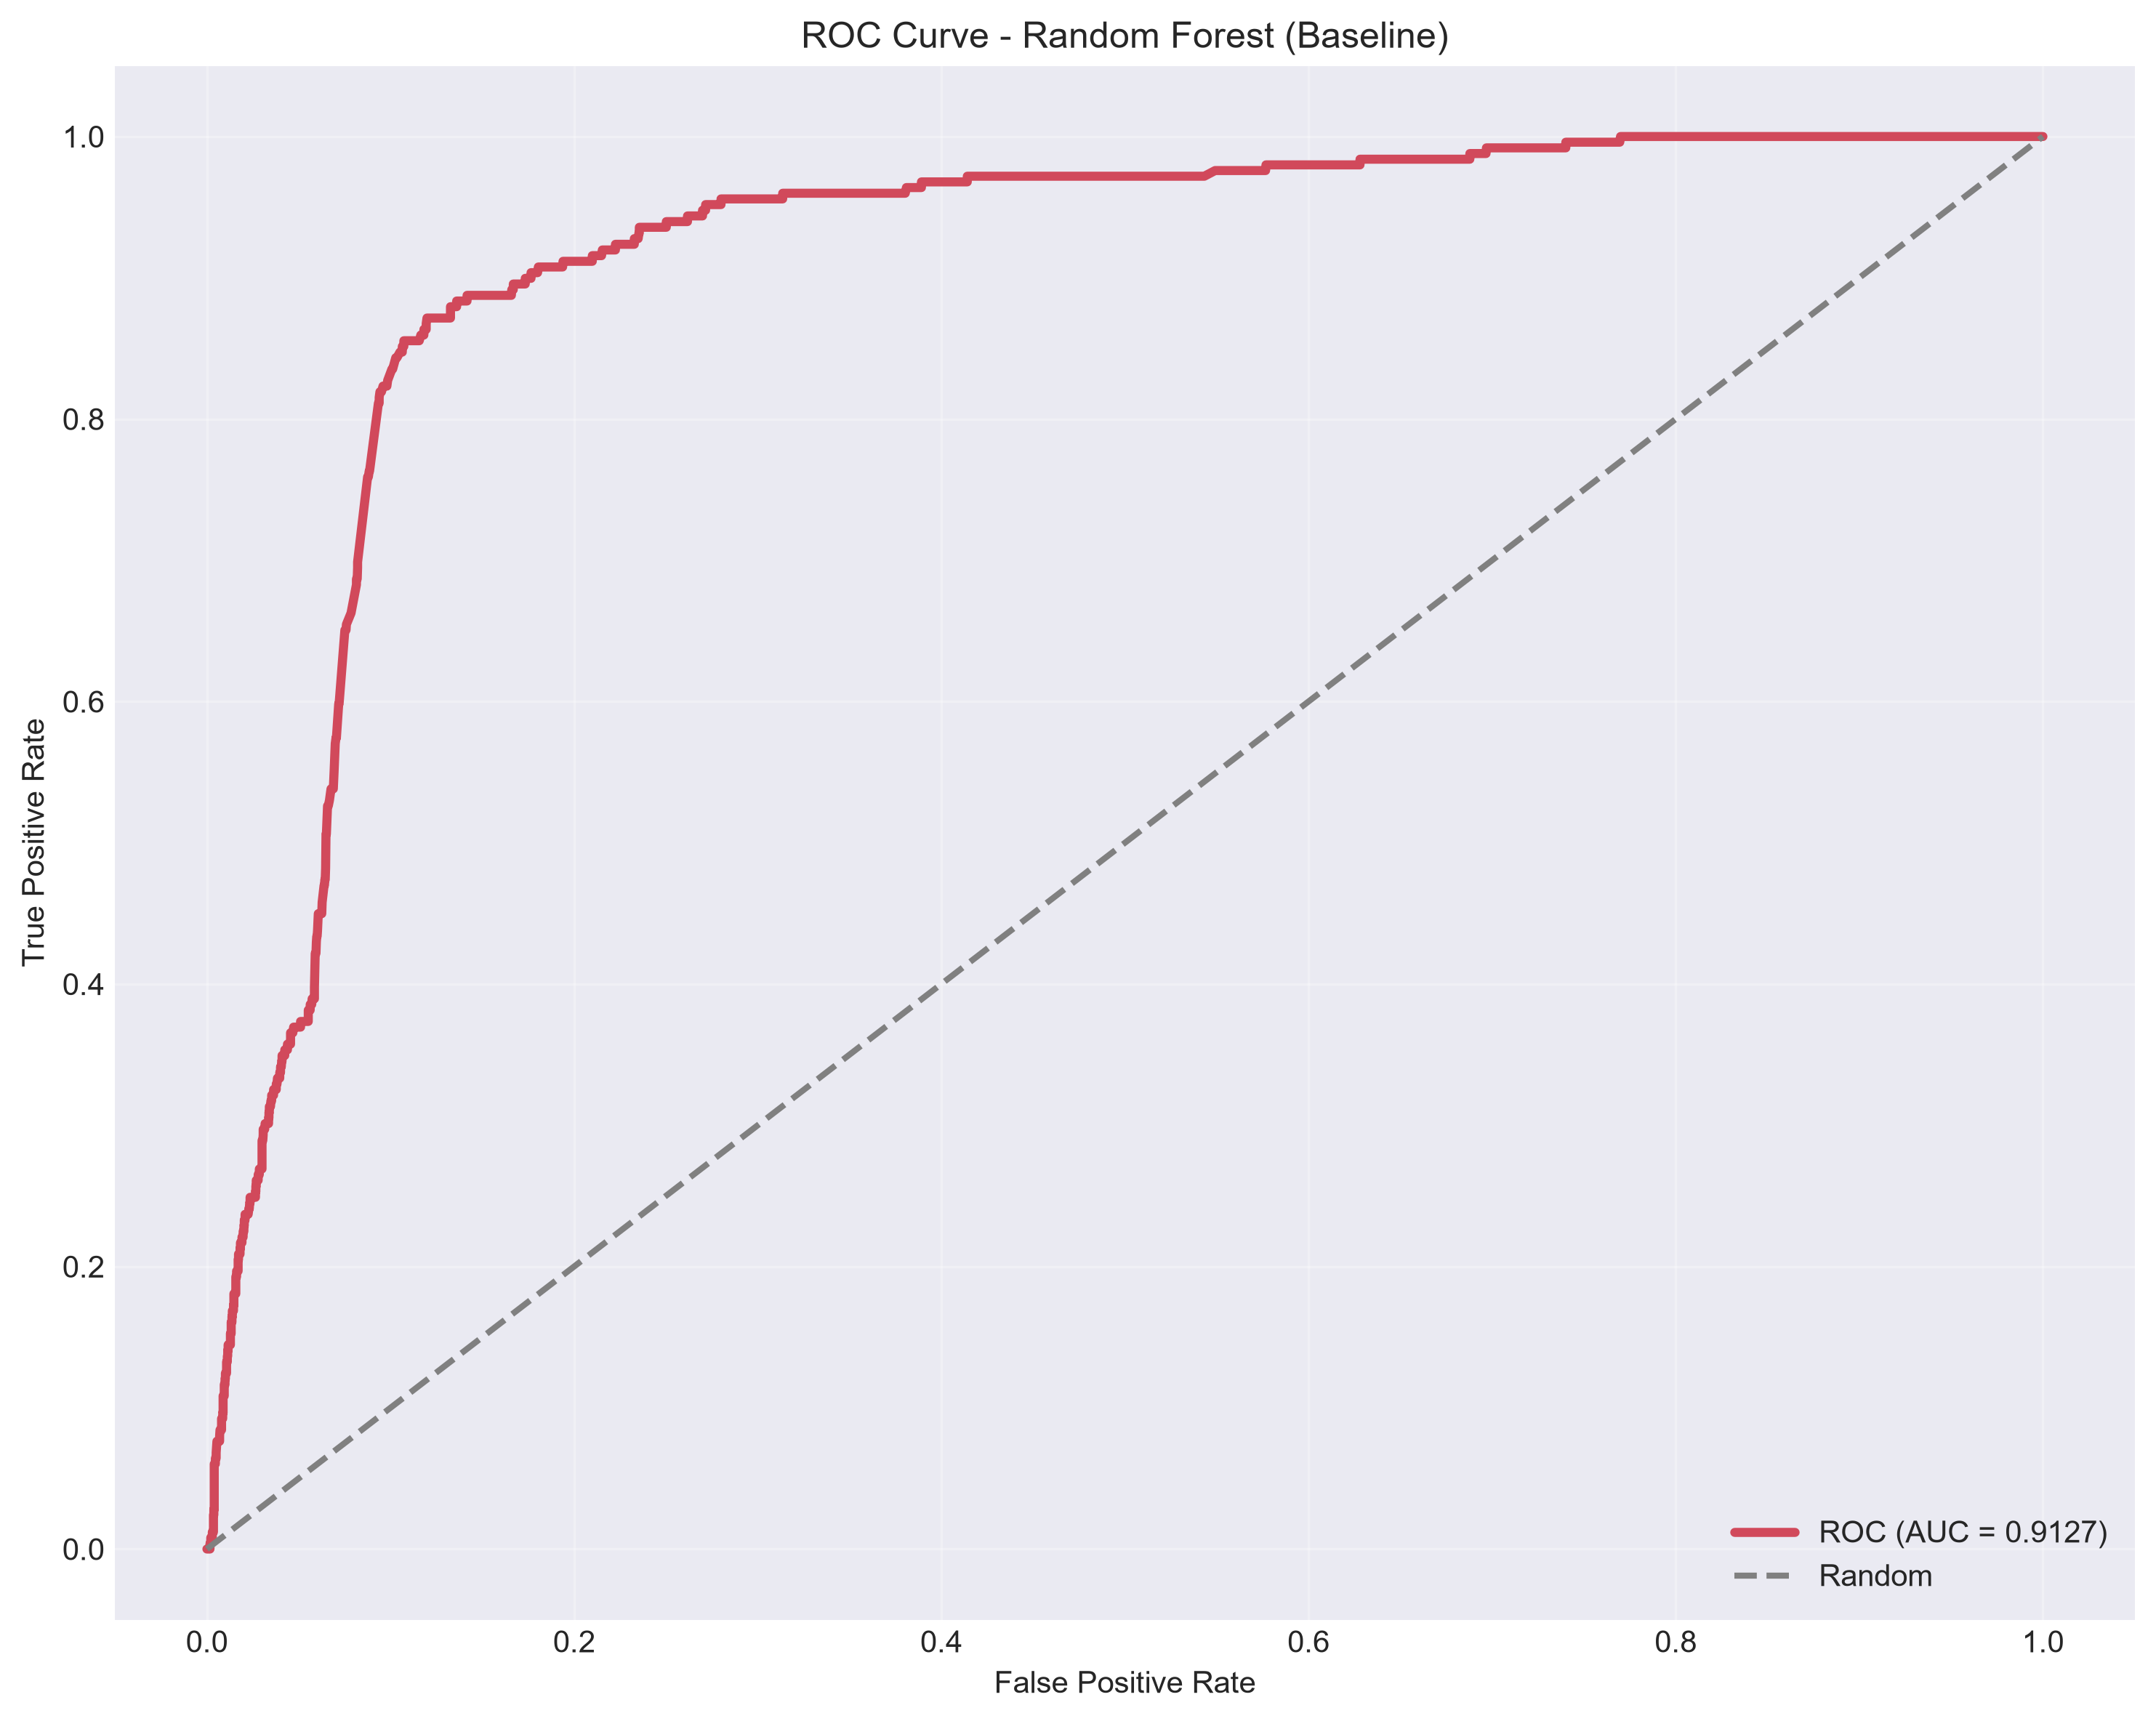 ROC Curve - Random Forest (Baseline)
1.0
0.8
0.6
0.4
0.2
0.0
True Positive Rate
ROC (AUC = 0.9127)
Random
0.0 0.2 0.4 0.6 0.8 1.0
False Positive Rate